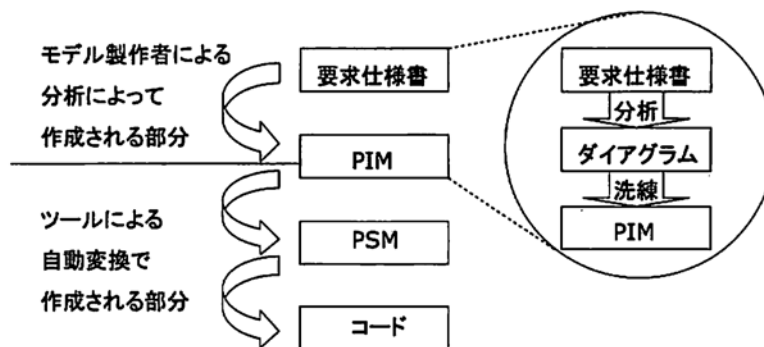 モデル製作者による
分析によって
作成される部分
ツールによる
自動変換で
作成される部分
要求仕様書
PIM
PSM
コード
要求仕様書
分析
ダイアグラム
洗練
PIM